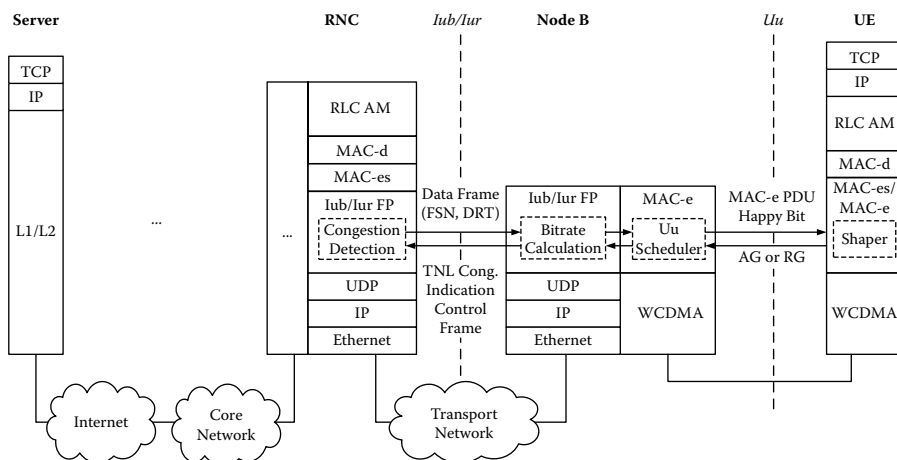 Server
RNC
Iub/Iur
Node B
Uu
UE
TCP
IP
L1/L2
...
...
RLC AM
MAC-d
MAC-es
Iub/Iur FP
Congestion
Detection
UDP
IP
Ethernet
Data Frame
(FSN, DRT)
TNL Cong.
Indication
Control
Frame
Iub/Iur FP
Bitrate
Calculation
UDP
IP
Ethernet
MAC-e
Uu
Scheduler
WCDMA
MAC-e PDU
Happy Bit
AG or RG
TCP
IP
RLC AM
MAC-d
MAC-es/
MAC-e
Shaper
WCDMA
Internet
Core
Network
Transport
Network